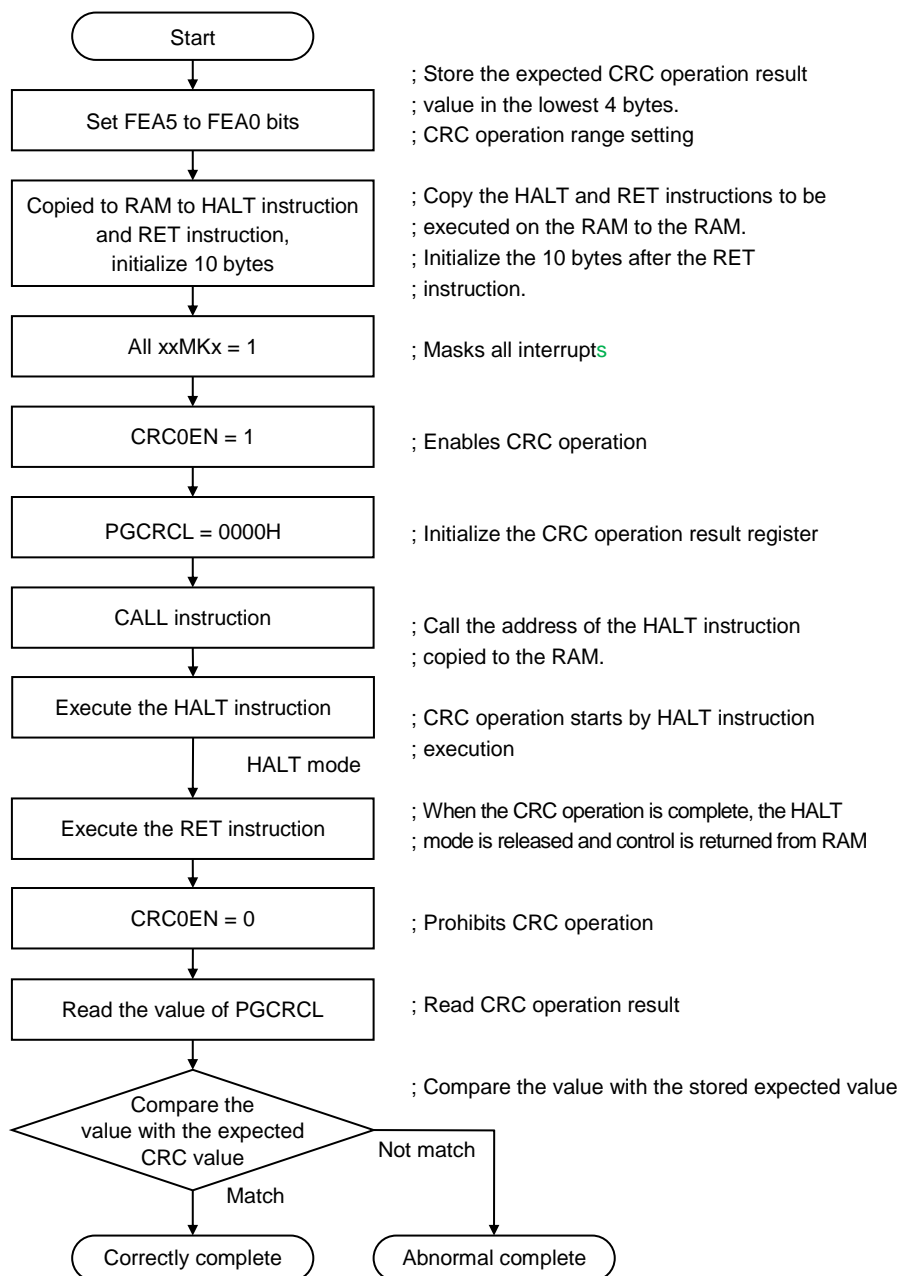 Start
; Store the expected CRC operation result
; value in the lowest 4 bytes.
; CRC operation range setting
Set FEA5 to FEA0 bits
Copied to RAM to HALT instruction
and RET instruction,
initialize 10 bytes
; Copy the HALT and RET instructions to be
; executed on the RAM to the RAM.
; Initialize the 10 bytes after the RET
; instruction.
All xxMKx = 1
; Masks all interrupts
CRC0EN = 1
; Enables CRC operation
PGCRCL = 0000H
; Initialize the CRC operation result register
CALL instruction
; Call the address of the HALT instruction
; copied to the RAM.
Execute the HALT instruction
; CRC operation starts by HALT instruction
; execution
HALT mode
Execute the RET instruction
; When the CRC operation is complete, the HALT
; mode is released and control is returned from RAM
CRC0EN = 0
; Prohibits CRC operation
Read the value of PGCRCL
; Read CRC operation result
; Compare the value with the stored expected value
Compare the
value with the expected
CRC value
Not match
Match
Correctly complete
Abnormal complete